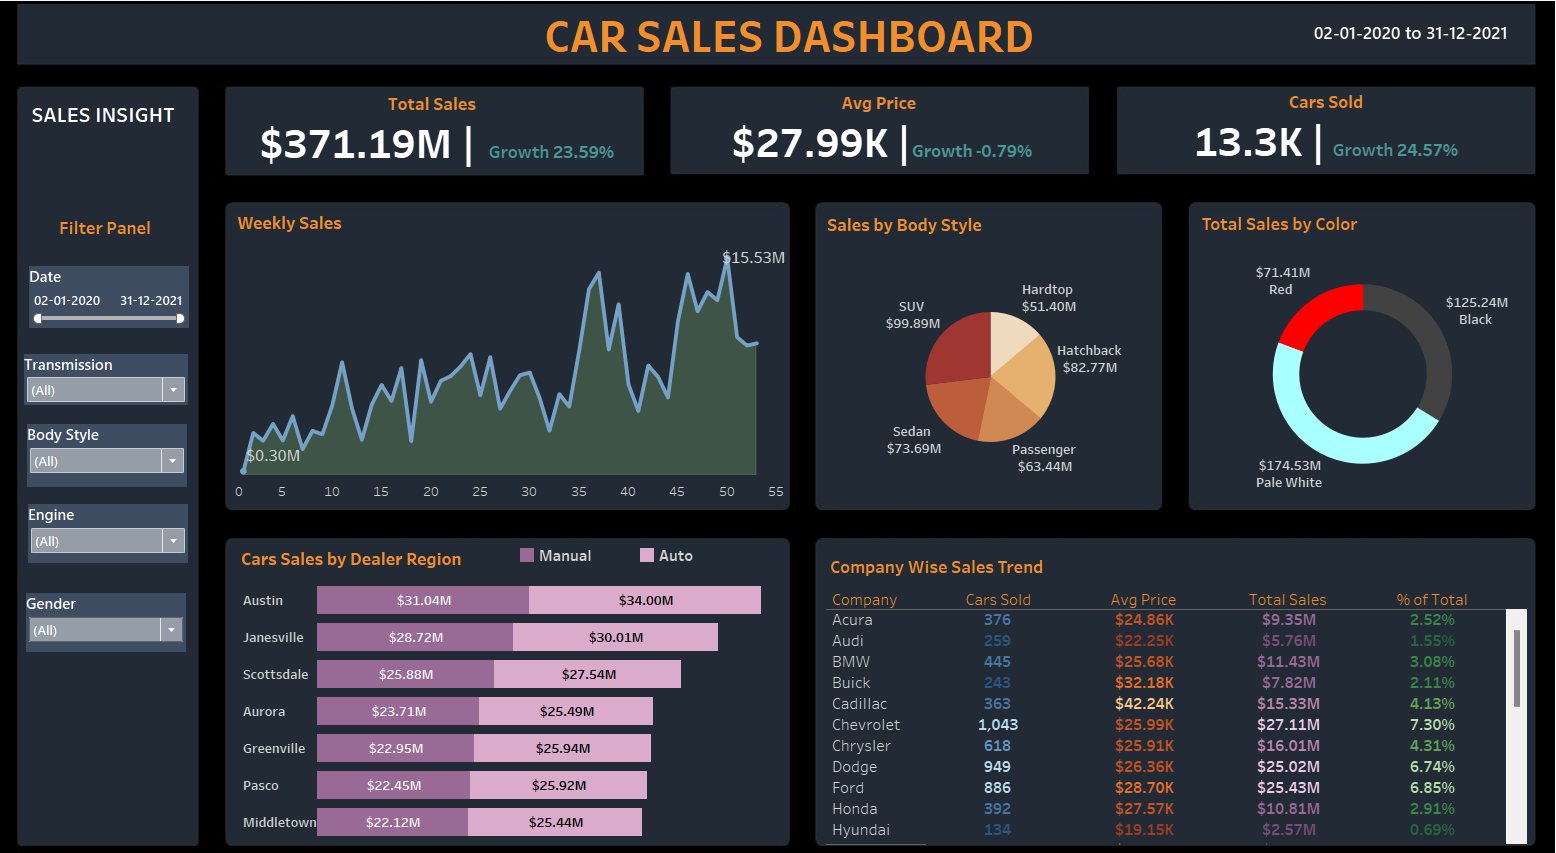 CAR SALES DASHBOARD
02-01-2020 to 31-12-2021
SALES INSIGHT
Filter Panel
Date
02-01-2020 31-12-2021
Transmission
(All)
Body Style
(All)
Engine
(All)
Gender
(All)
Total Sales
$371.19M | Growth 23.59%
Avg Price
$27.99K | Growth -0.79%
Cars Sold
13.3K | Growth 24.57%
Weekly Sales
$15.53M
$0.30M
0 5 10 15 20 25 30 35 40 45 50 55
Sales by Body Style
Hardtop
$51.40M
SUV
$99.89M
Hatchback
$82.77M
Sedan
$73.69M
Passenger
$63.44M
Total Sales by Color
$71.41M
Red
$125.24M
Black
$174.53M
Pale White
Cars Sales by Dealer Region
Manual Auto
Austin $31.04M $34.00M
Janesville $28.72M $30.01M
Scottsdale $25.88M $27.54M
Aurora $23.71M $25.49M
Greenville $22.95M $25.94M
Pasco $22.45M $25.92M
Middletown $22.12M $25.44M
Company Wise Sales Trend
Company Cars Sold Avg Price Total Sales % of Total
Acura 376 $24.86K $9.35M 2.52%
Audi 259 $22.25K $5.76M 1.55%
BMW 445 $25.68K $11.43M 3.08%
Buick 243 $32.18K $7.82M 2.11%
Cadillac 363 $42.24K $15.33M 4.13%
Chevrolet 1,043 $25.99K $27.11M 7.30%
Chrysler 618 $25.91K $16.01M 4.31%
Dodge 949 $26.36K $25.02M 6.74%
Ford 886 $28.70K $25.43M 6.85%
Honda 392 $27.57K $10.81M 2.91%
Hyundai 134 $19.15K $2.57M 0.69%